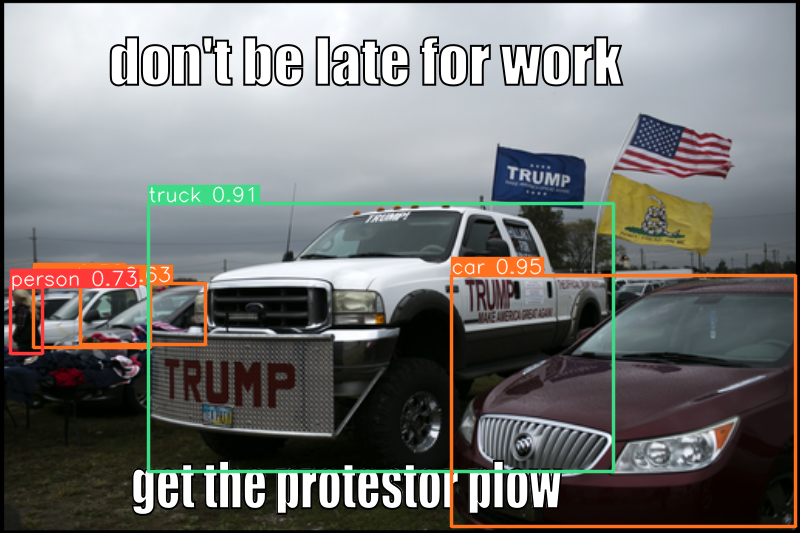 don't be late for work
TRUMP
truck 0.91
TRUMP!
person 0.73
.63
car 0.95
TRUMP!
MAKE AMERICA GREAT AGAIN!
TRUMP
get the protestor plow